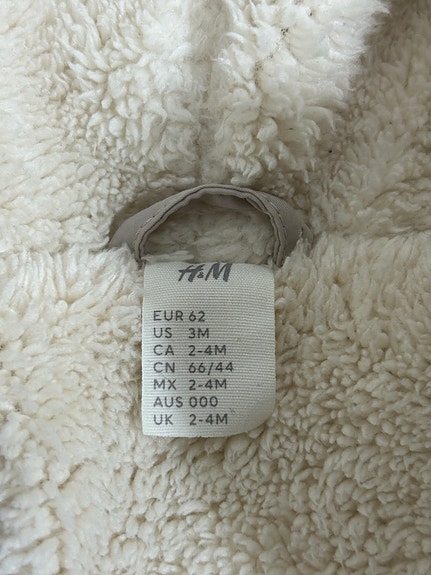 H&M
EUR 62
US 3M
CA 2-4M
CN 66/44
MX 2-4M
AUS 000
UK 2-4M